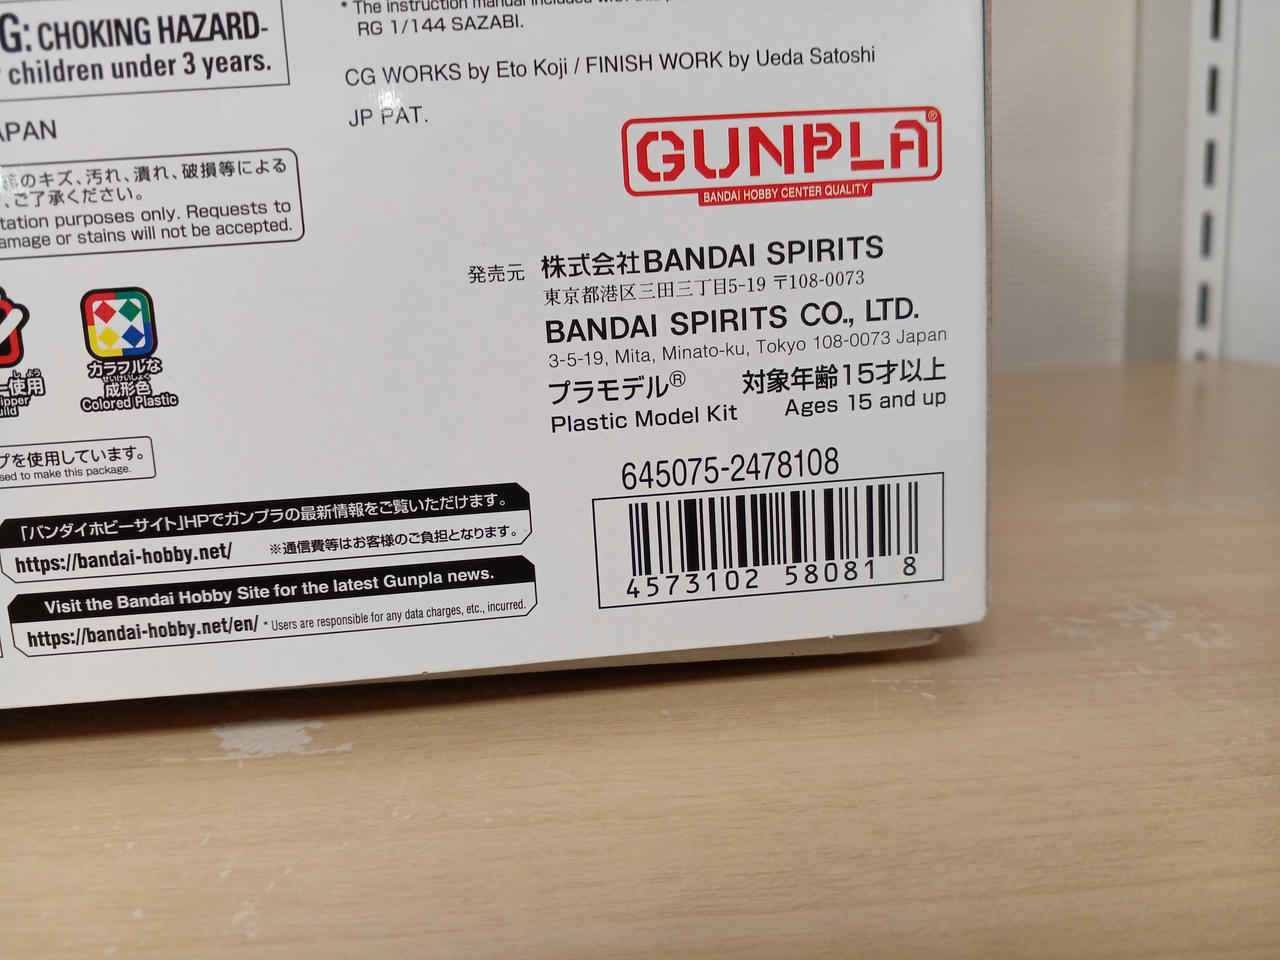 G: CHOKING HAZARD-
children under 3 years.
APAN
のキズ、汚れ、潰れ、破損等による
、ご了承ください。
tation purposes only. Requests to
amage or stains will not be accepted.
使用
しよう
カラフルな
せいけいしょく
成形色
Colored Plastic
プを使用しています。
sed to make this package.
「バンダイホビーサイト」HPでガンプラの最新情報をご覧いただけます。
https://bandai-hobby.net/ ※通信費等はお客様のご負担となります。
Visit the Bandai Hobby Site for the latest Gunpla news.
https://bandai-hobby.net/en/ * Users are responsible for any data charges, etc., incurred.
* The instruction manual included with
RG 1/144 SAZABI.
CG WORKS by Eto Koji / FINISH WORK by Ueda Satoshi
JP PAT.
GUNPLA®
BANDAI HOBBY CENTER QUALITY
発売元 株式会社BANDAI SPIRITS
東京都港区三田三丁目5-19 〒108-0073
BANDAI SPIRITS CO., LTD.
3-5-19, Mita, Minato-ku, Tokyo 108-0073 Japan
プラモデル® 対象年齢15才以上
Plastic Model Kit Ages 15 and up
645075-2478108
4573102 58081 8